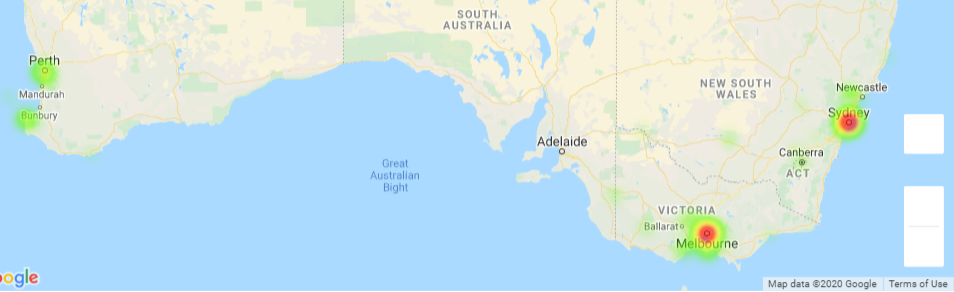 SOUTH
AUSTRALIA
Perth
Mandurah
Bunbury
NEW SOUTH
WALES
Newcastle
Sydney
Adelaide
Canberra
ACT
Great
Australian
Bight
VICTORIA
Ballarat
Melbourne
ogle
Map data ©2020 Google
Terms of Use